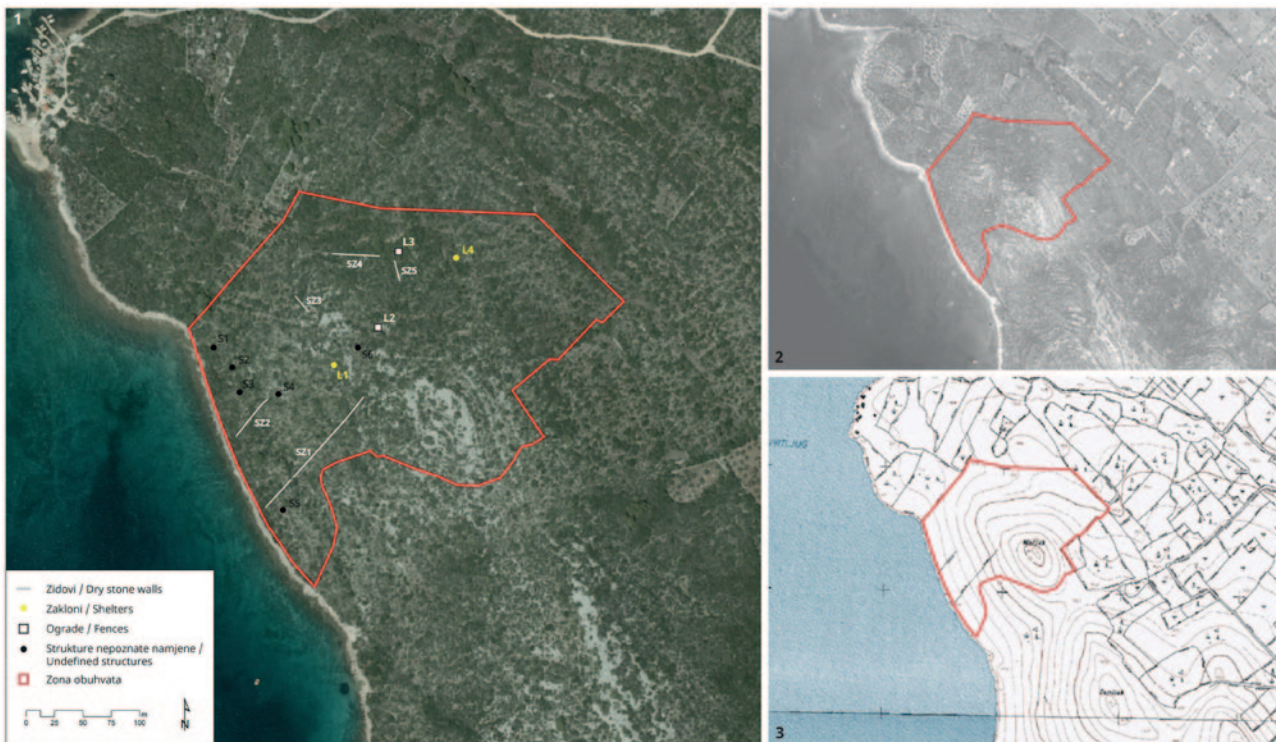 1
L3
L4
SZ4
SZ5
SZ3
L2
S1
S6
S2
L1
S3
S4
SZ2
SZ1
S5
Zidovi / Dry stone walls
Zakloni / Shelters
Ograde / Fences
Strukture nepoznate namjene /
Undefined structures
Zona obuhvata
0 25 50 75 100 m
N
2
3